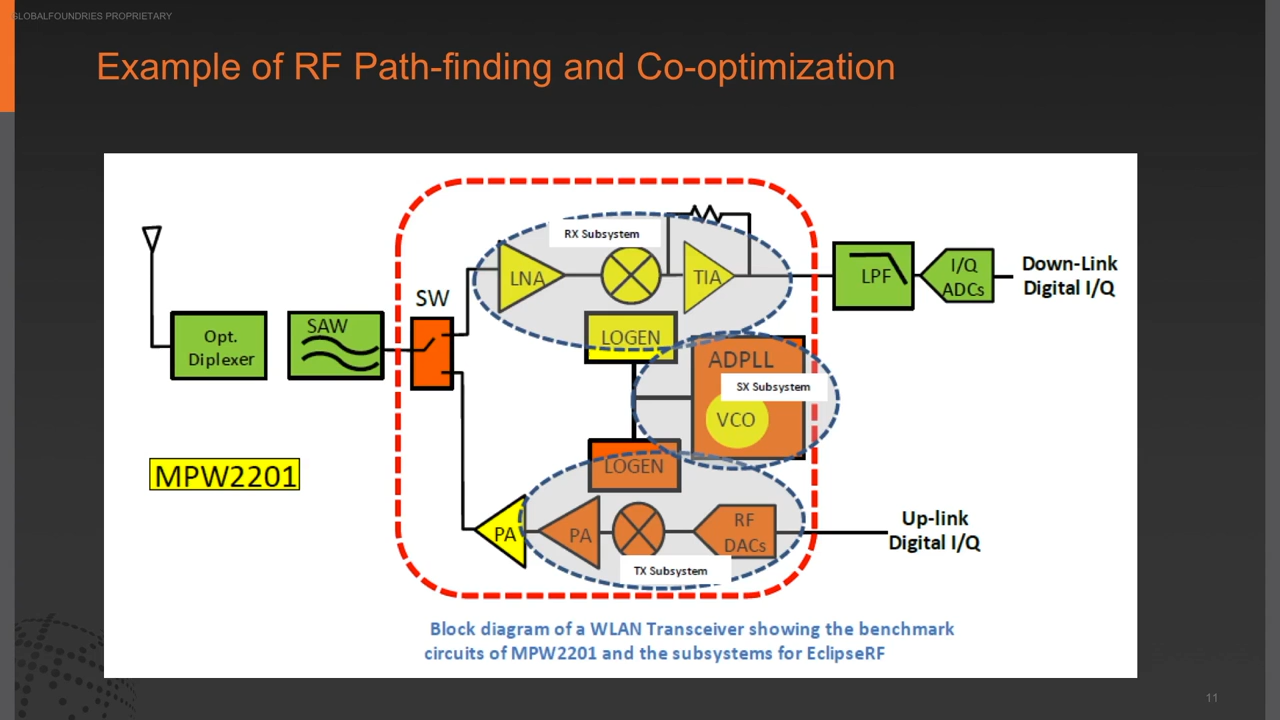 GLOBALFOUNDRIES PROPRIETARY
Example of RF Path-finding and Co-optimization
RX Subsystem
LNA
TIA
LPF
I/Q
ADCs
Down-Link
Digital I/Q
SW
Opt.
Diplexer
SAW
LOGEN
ADPLL
SX Subsystem
VCO
MPW2201
LOGEN
PA
PA
RF
DACs
Up-link
Digital I/Q
TX Subsystem
Block diagram of a WLAN Transceiver showing the benchmark
circuits of MPW2201 and the subsystems for EclipseRF
11